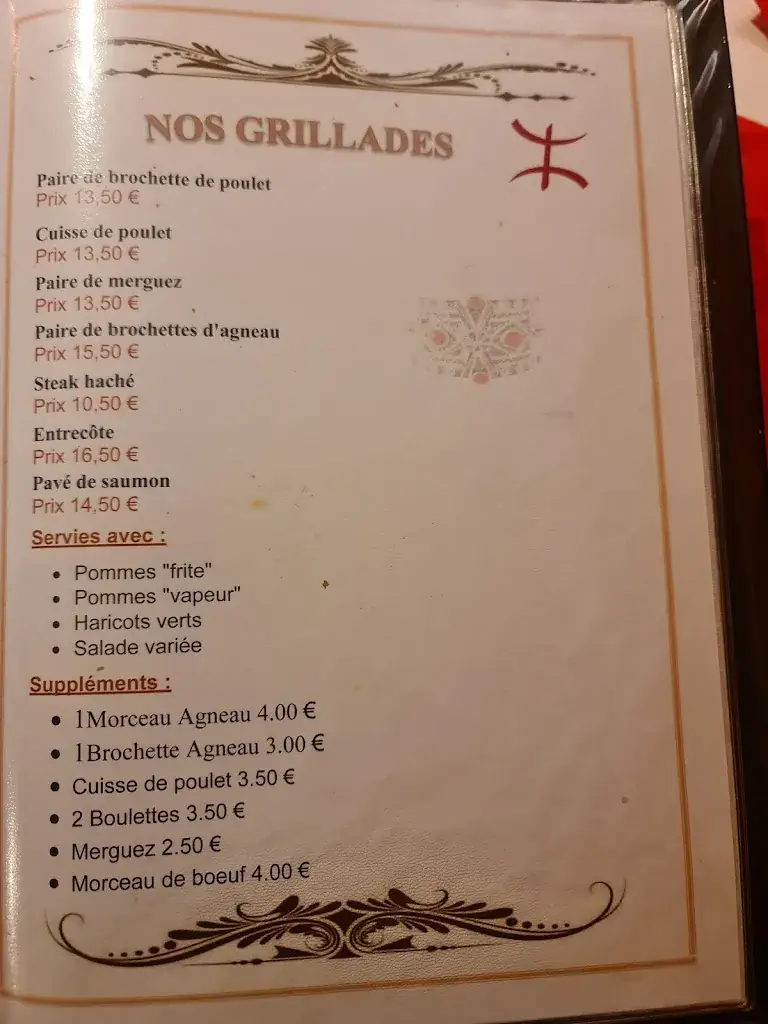 NOS GRILLADES
Paire de brochette de poulet
Prix 13,50 €
Cuisse de poulet
Prix 13,50 €
Paire de merguez
Prix 13,50 €
Paire de brochettes d'agneau
Prix 15,50 €
Steak haché
Prix 10,50 €
Entrecôte
Prix 16,50 €
Pavé de saumon
Prix 14,50 €
Servies avec :
• Pommes "frite"
• Pommes "vapeur"
• Haricots verts
• Salade variée
Suppléments :
• 1Morceau Agneau 4.00 €
• 1Brochette Agneau 3.00 €
• Cuisse de poulet 3.50 €
• 2 Boulettes 3.50 €
• Merguez 2.50 €
• Morceau de boeuf 4.00 €